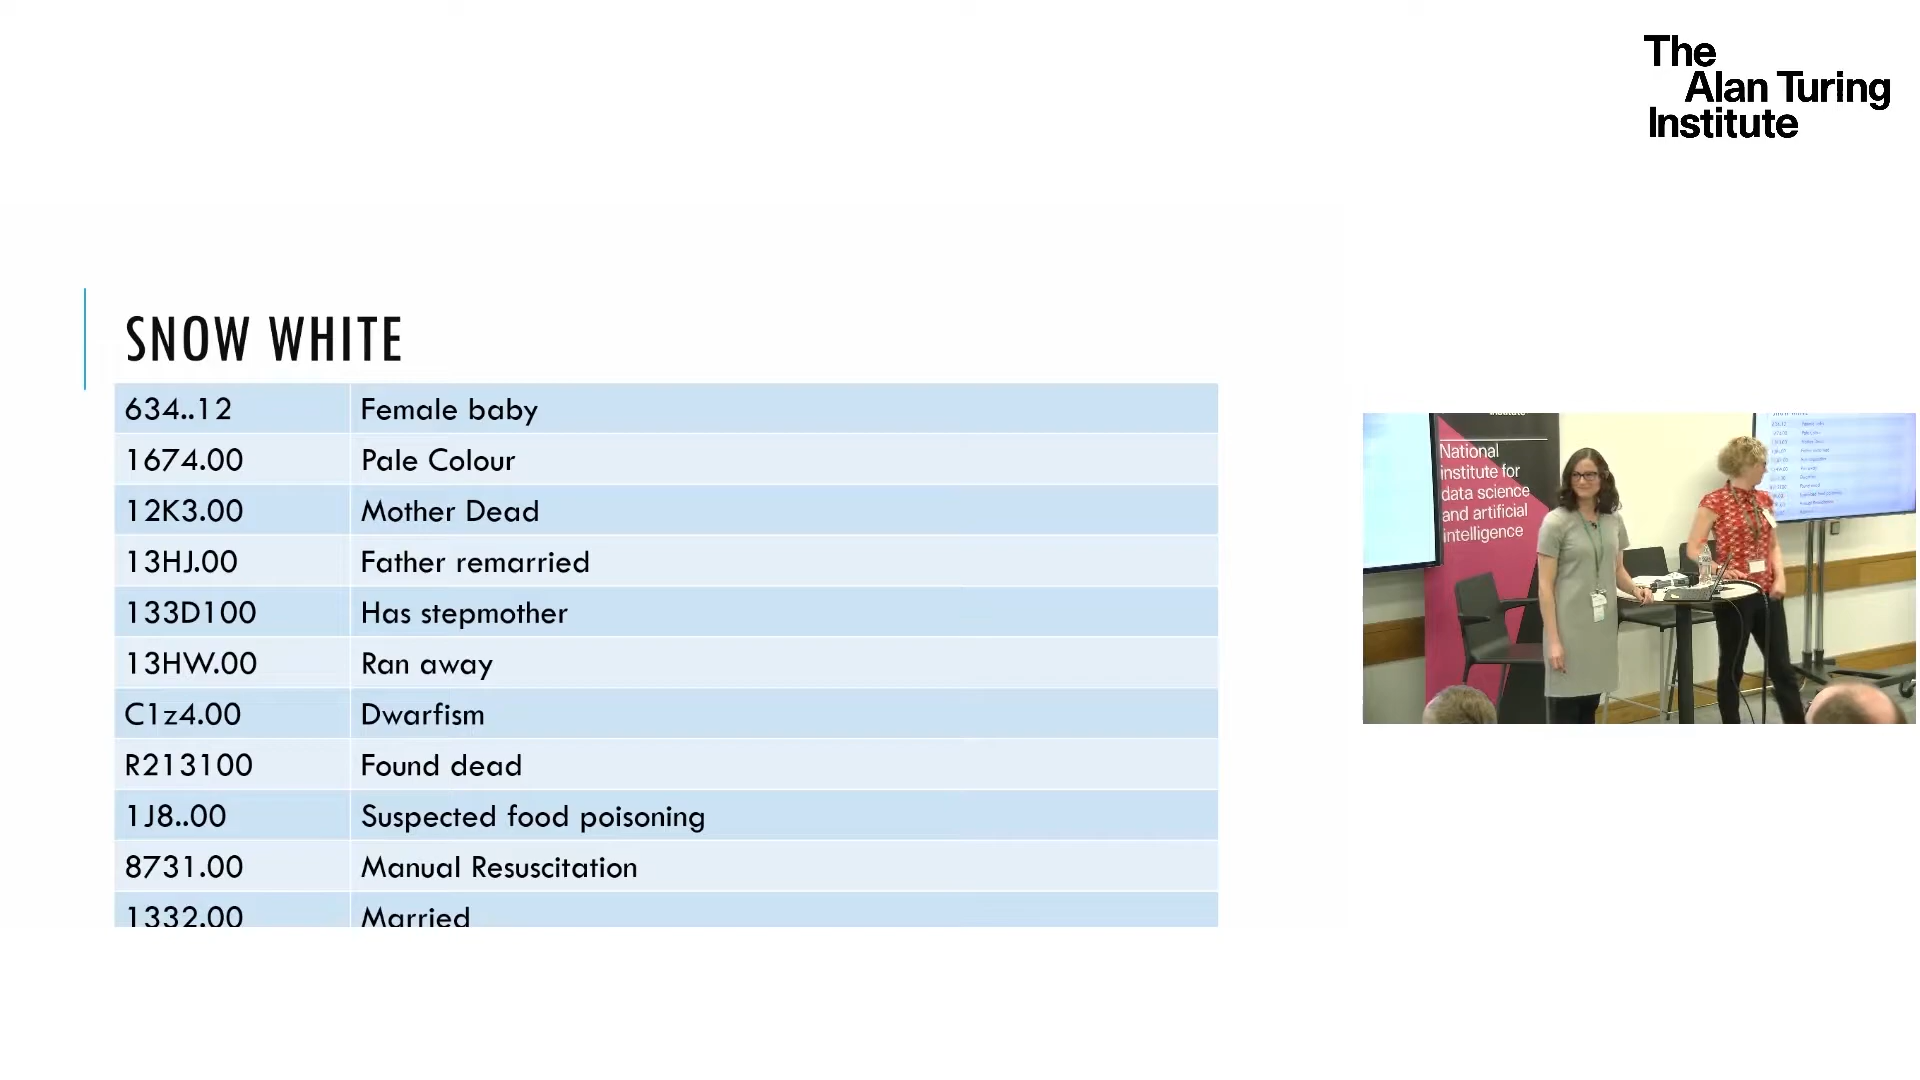 The
Alan Turing
Institute
SNOW WHITE
634..12 Female baby
1674.00 Pale Colour
12K3.00 Mother Dead
13HJ.00 Father remarried
133D100 Has stepmother
13HW.00 Ran away
C1z4.00 Dwarfism
R213100 Found dead
1J8..00 Suspected food poisoning
8731.00 Manual Resuscitation
1332.00 Married
National
institute for
data science
and artificial
intelligence